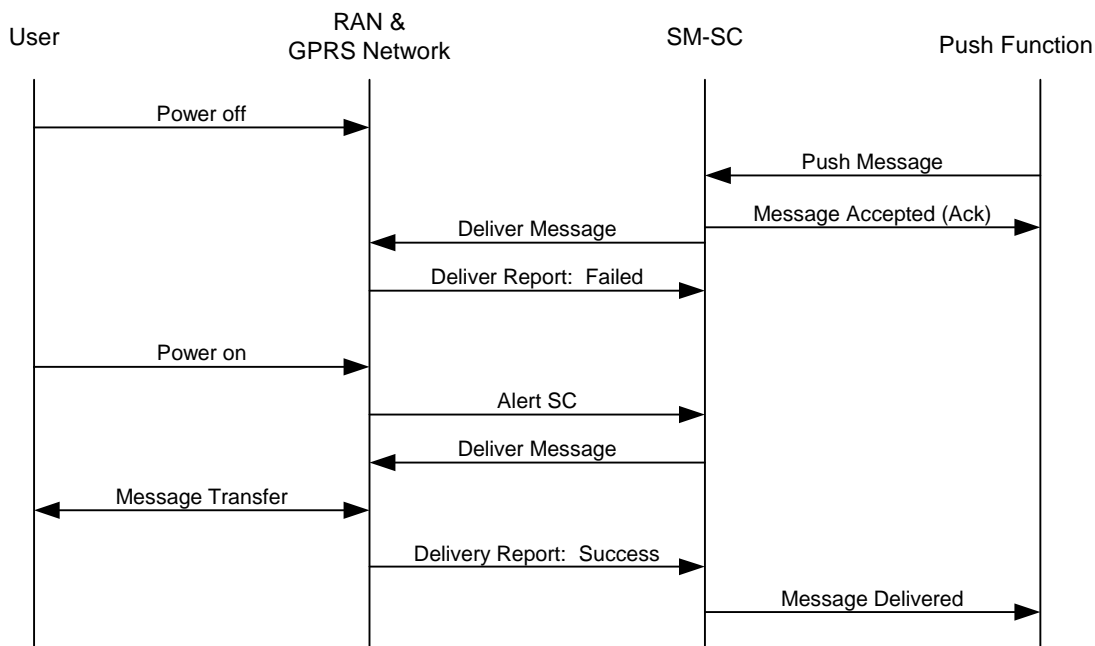 User
RAN &
GPRS Network
SM-SC
Push Function
Power off
Push Message
Message Accepted (Ack)
Deliver Message
Deliver Report: Failed
Power on
Alert SC
Deliver Message
Message Transfer
Delivery Report: Success
Message Delivered